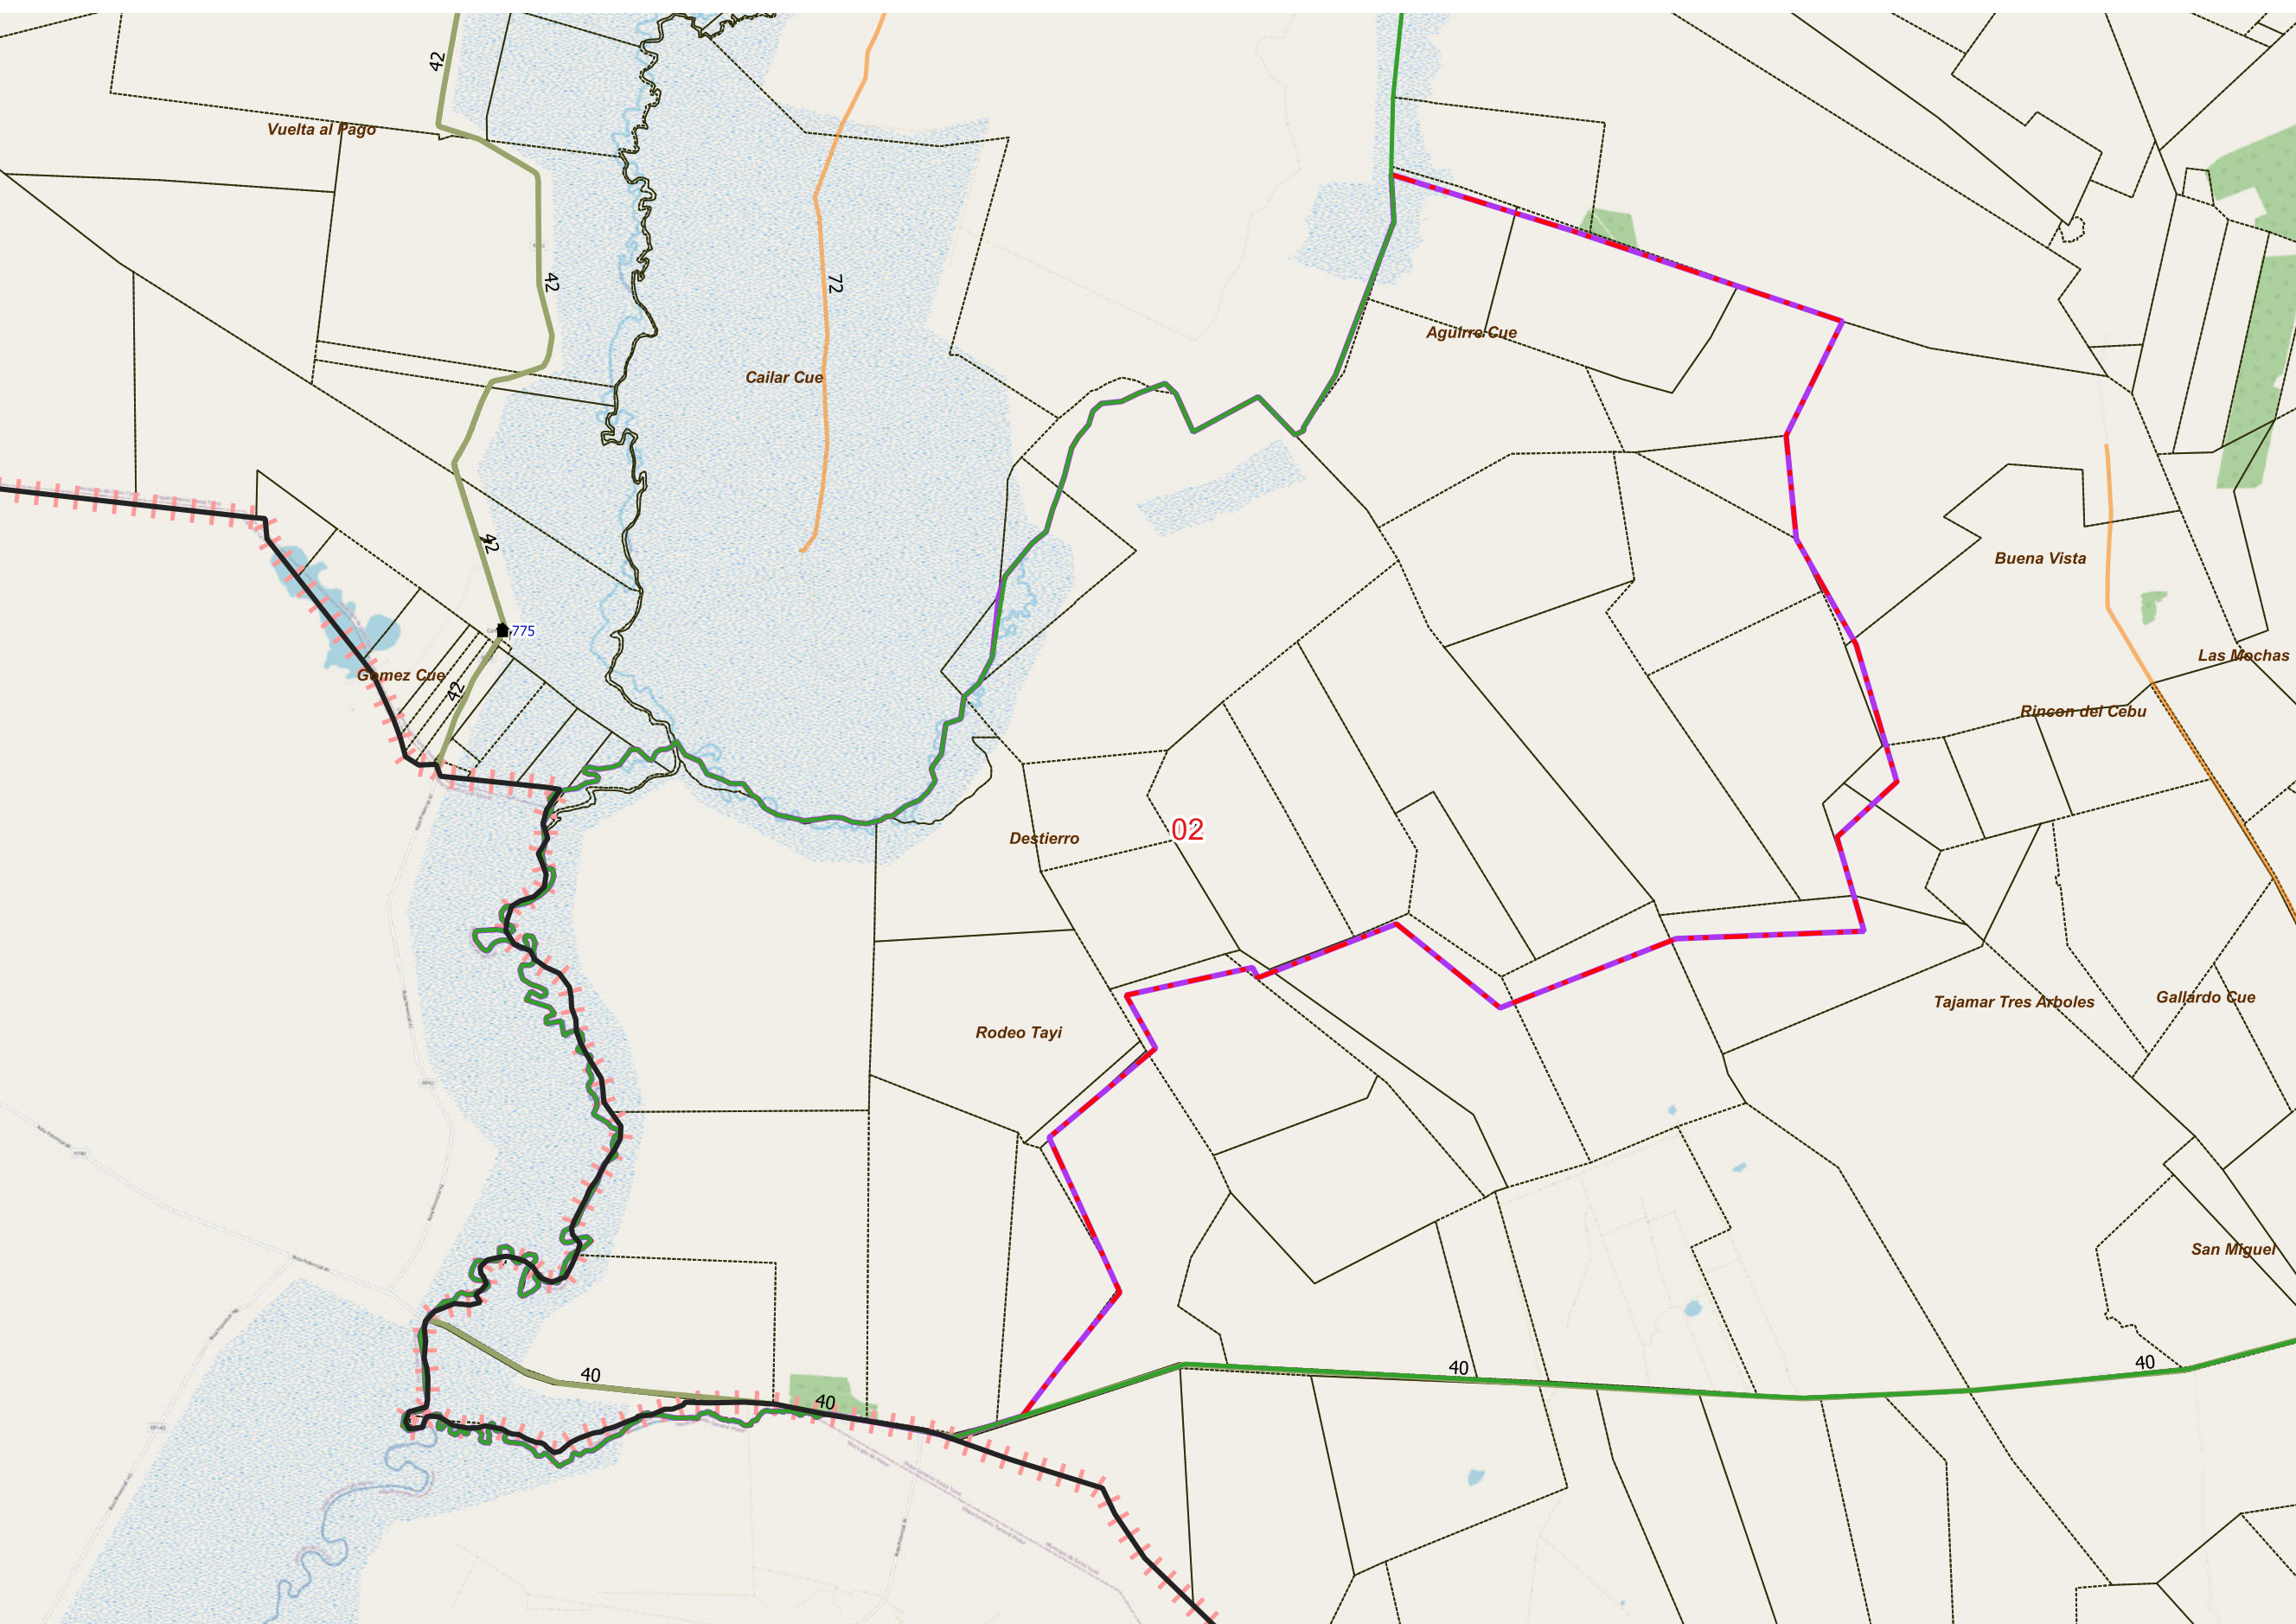 42
Vuelta al Pago
42
72
Aguirre Cue
Cailar Cue
42
Buena Vista
775
Las Mochas
Gomez Cue
42
Rincon del Cebu
02
Destierro
Gallardo Cue
Tajamar Tres Arboles
Rodeo Tayi
San Miguel
40
40
40
40